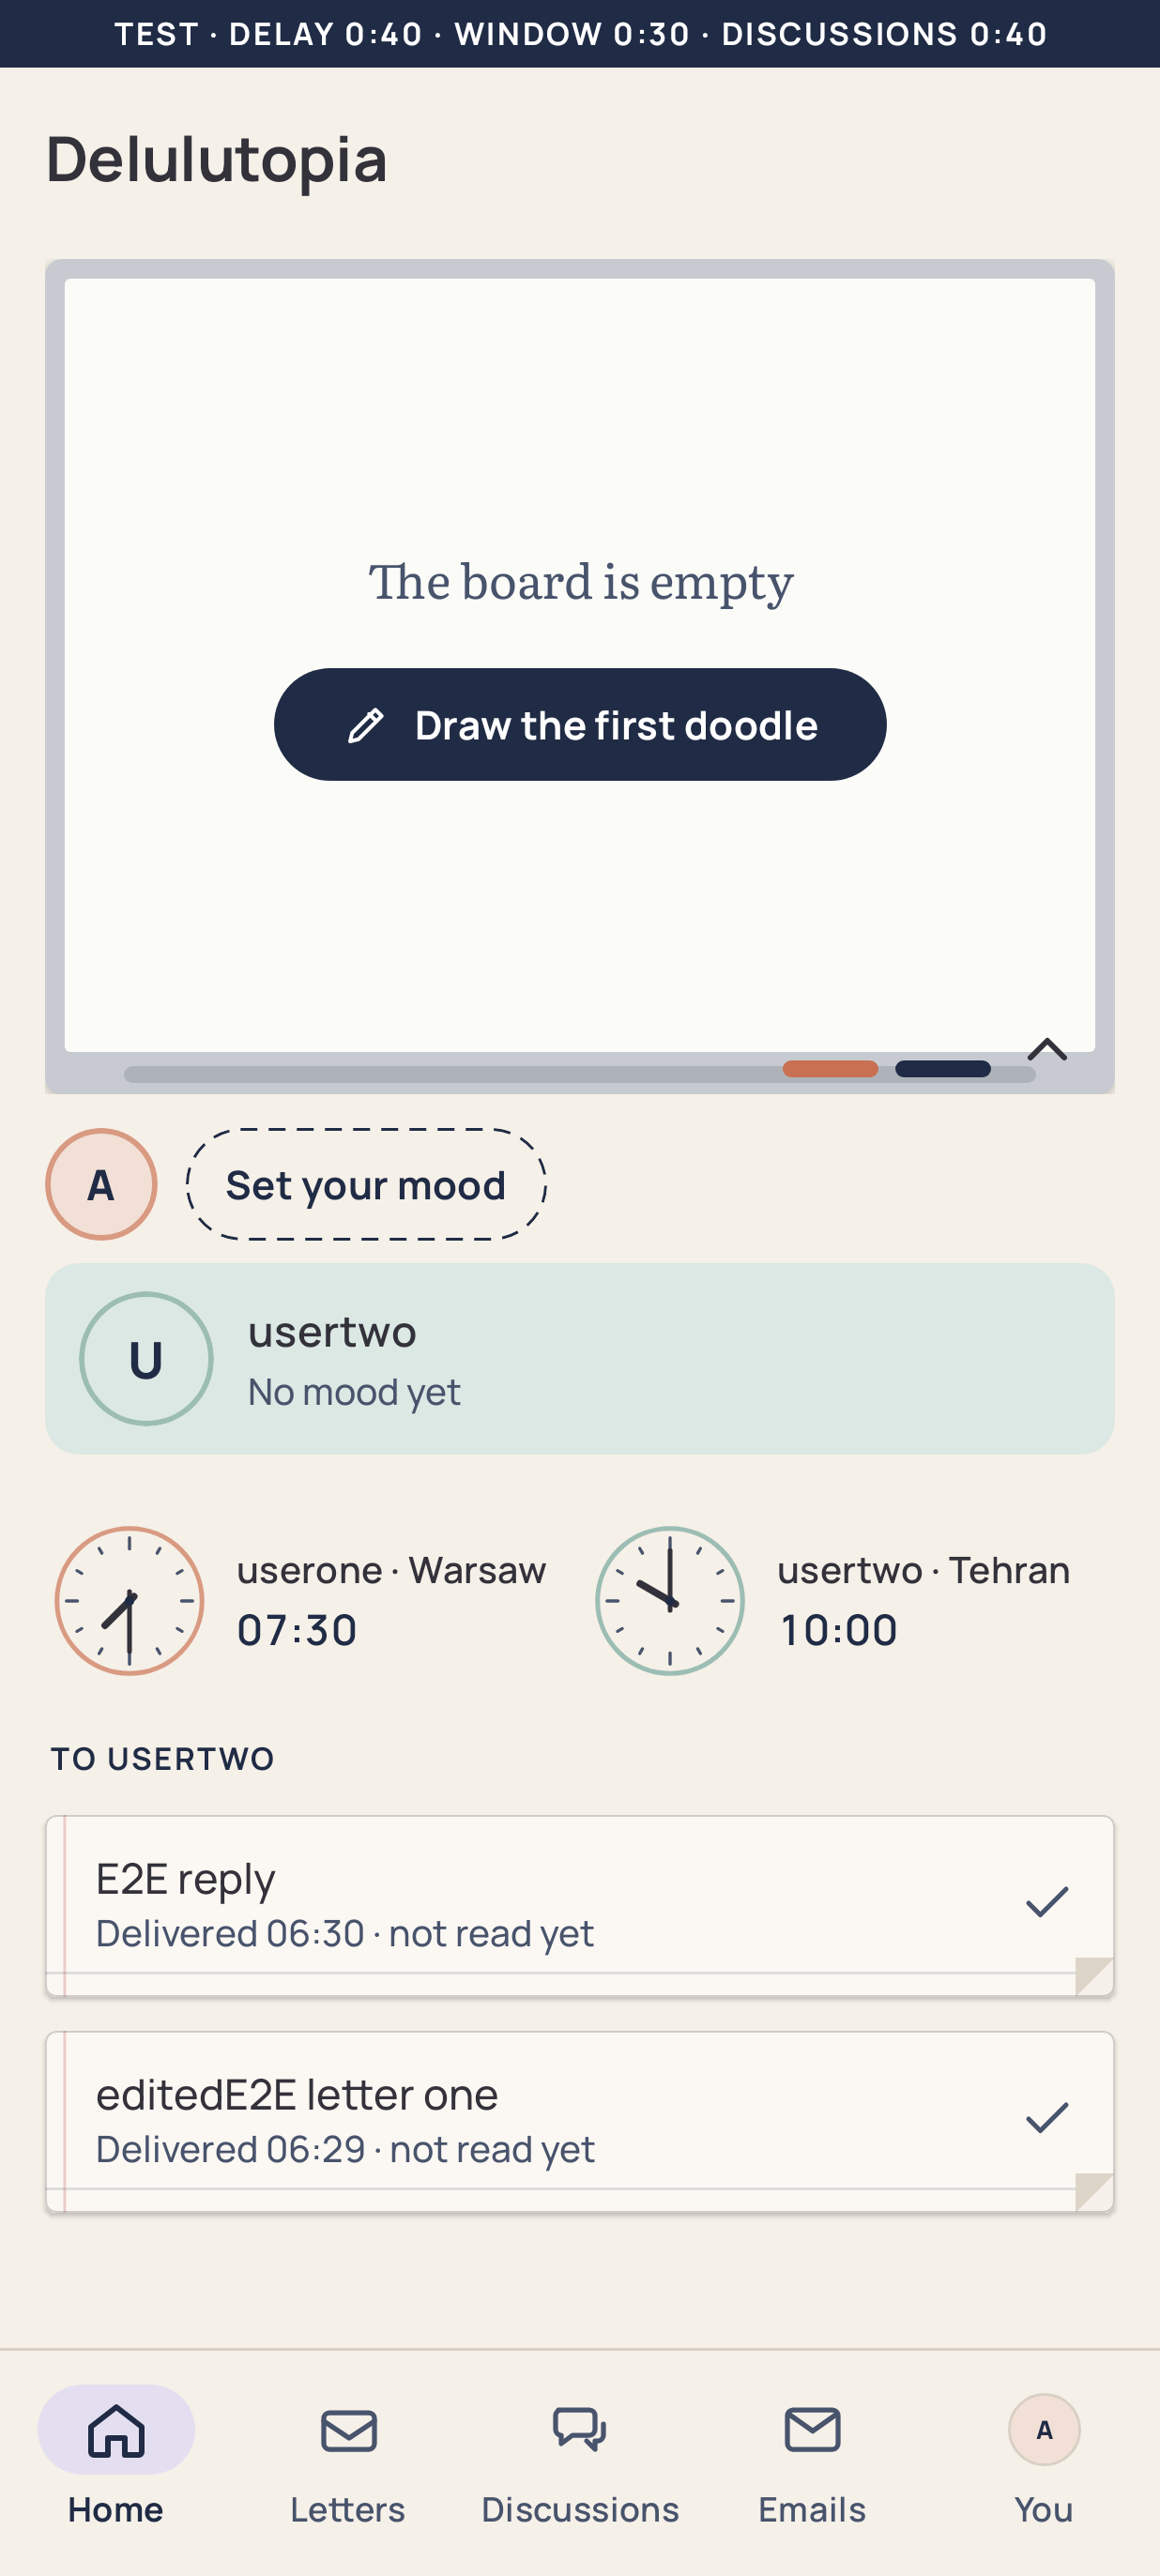 TEST · DELAY 0:40 · WINDOW 0:30 · DISCUSSIONS 0:40
Delulutopia
The board is empty
Draw the first doodle
A
Set your mood
U
usertwo
No mood yet
userone · Warsaw
07:30
usertwo · Tehran
10:00
TO USERTWO
E2E reply
Delivered 06:30 · not read yet
editedE2E letter one
Delivered 06:29 · not read yet
A
Home
Letters
Discussions
Emails
You